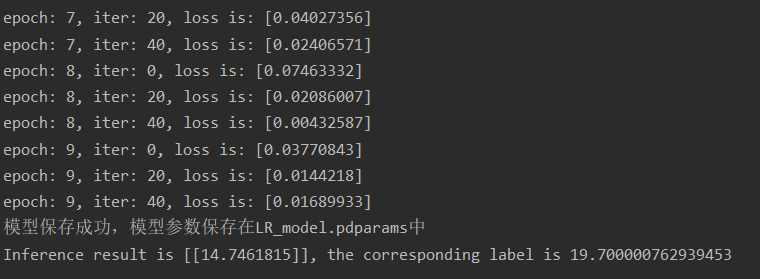 epoch: 7, iter: 20, loss is: [0.04027356]
epoch: 7, iter: 40, loss is: [0.02406571]
epoch: 8, iter: 0, loss is: [0.07463332]
epoch: 8, iter: 20, loss is: [0.02086007]
epoch: 8, iter: 40, loss is: [0.00432587]
epoch: 9, iter: 0, loss is: [0.03770843]
epoch: 9, iter: 20, loss is: [0.0144218]
epoch: 9, iter: 40, loss is: [0.01689933]
模型保存成功，模型参数保存在LR_model.pdparams中
Inference result is [[14.7461815]], the corresponding label is 19.700000762939453